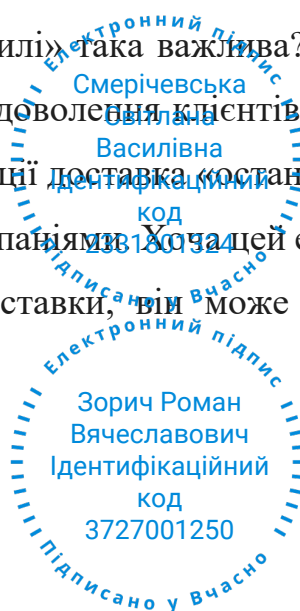 илі» така важлива?
доволення клієнтів
ції доставка «остан
паніями. Хоча цей е
ставки, він може
Електронний підпис
Смерічевська
Світлана
Василівна
Ідентифікаційний
код
Підписано у Вчасно
Електронний підпис
Зорич Роман
Вячеславович
Ідентифікаційний
код
3727001250
Підписано у Вчасно